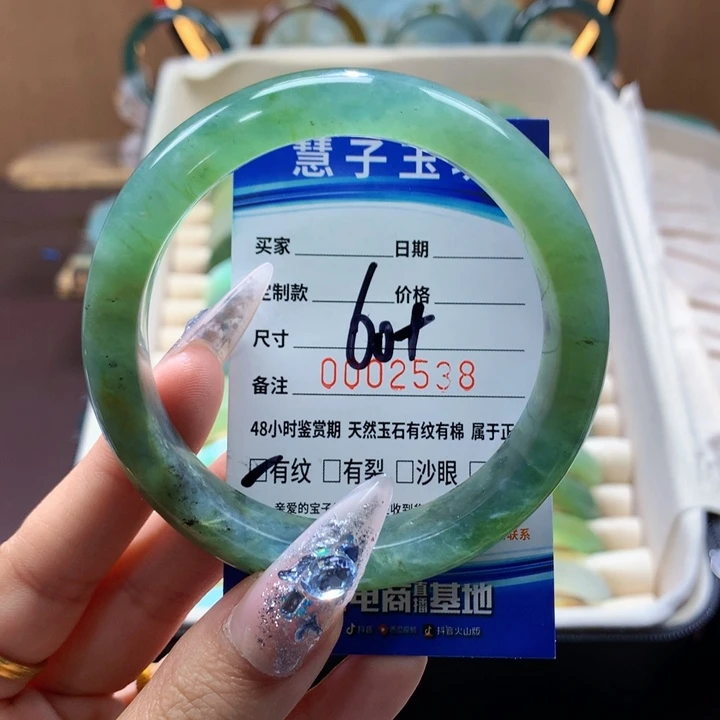 慧子玉
买家 日期
定制款 价格
尺寸 60+
备注 0002538
48小时鉴赏期 天然玉石有纹有棉 属于正
有纹 □有裂 □沙眼 □
亲爱的宝子 收到
联系
电商直播基地
抖音 抖音火山版